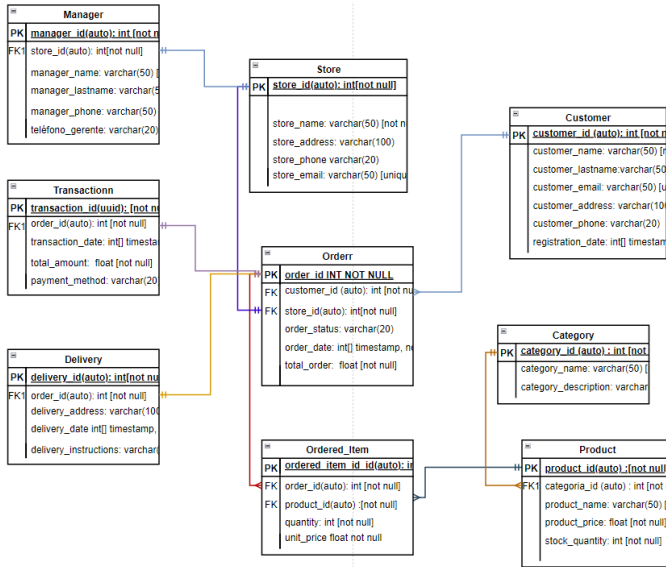 Manager
PK manager_id(auto): int [not n
FK1 store_id(auto): int[not null]
manager_name: varchar(50) [
manager_lastname: varchar(5
manager_phone: varchar(50)
teléfono_gerente: varchar(20)
Store
PK store_id(auto): int[not null]
store_name: varchar(50) [not n
store_address: varchar(100)
store_phone varchar(20)
store_email: varchar(50) [uniqu
Customer
PK customer_id (auto): int [not n
customer_name: varchar(50) [n
customer_lastname:varchar(50
customer_email: varchar(50) [u
customer_address: varchar(100
customer_phone: varchar(20)
registration_date: int[] timestam
Transactionn
PK transaction_id(uuid): [not nu
FK1 order_id(auto): int [not null]
transaction_date: int[] timesta
total_amount: float [not null]
payment_method: varchar(20
Orderr
PK order_id INT NOT NULL
FK customer_id (auto): int [not nu
FK store_id(auto): int[not null]
order_status: varchar(20)
order_date: int[] timestamp, no
total_order: float [not null]
Category
PK category_id (auto) : int [not
category_name: varchar(50) [
category_description: varchar
Delivery
PK delivery_id(auto): int[not nu
FK1 order_id(auto): int [not null]
delivery_address: varchar(100
delivery_date int[] timestamp,
delivery_instructions: varchar(
Ordered_Item
PK ordered_item_id_id(auto): in
FK order_id(auto): int [not null]
FK product_id(auto) :[not null]
quantity: int [not null]
unit_price float not null
Product
PK product_id(auto) :[not null]
FK1 categoria_id (auto) : int [not
product_name: varchar(50) [
product_price: float [not null]
stock_quantity: int [not null]